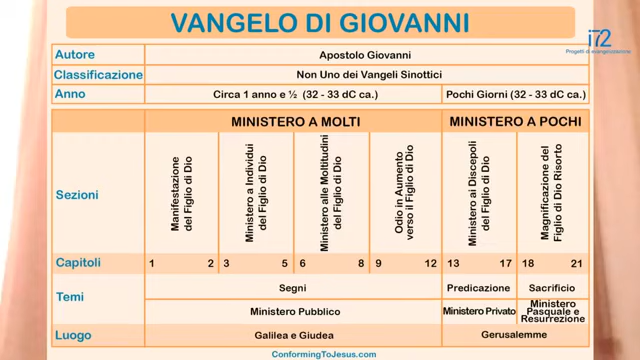 VANGELO DI GIOVANNI
i72
Progetti di evangelizzazione
Autore
Apostolo Giovanni
Classificazione
Non Uno dei Vangeli Sinottici
Anno
Circa 1 anno e ½ (32 - 33 dC ca.)
Pochi Giorni (32 - 33 dC ca.)
MINISTERO A MOLTI
MINISTERO A POCHI
Sezioni
Manifestazione
del Figlio di Dio
Ministero a Individui
del Figlio di Dio
Ministero alle Moltitudini
del Figlio di Dio
Odio in Aumento
verso il Figlio di Dio
Ministero ai Discepoli
del Figlio di Dio
Magnificazione del
Figlio di Dio Risorto
Capitoli
1 2 3 5 6 8 9 12 13 17 18 21
Temi
Segni
Predicazione
Sacrificio
Ministero Pubblico
Ministero Privato
Ministero
Pasquale e
Resurrezione
Luogo
Galilea e Giudea
Gerusalemme
ConformingToJesus.com